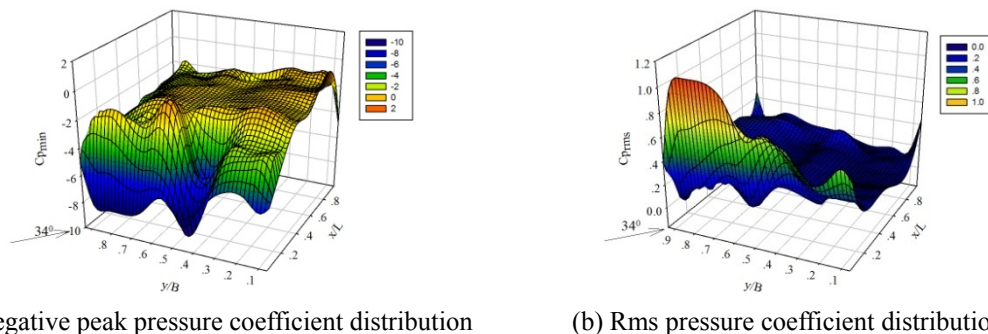 2
0
-2
-4
-6
-8
-10
Cpmin
34⁰
.8 .7 .6 .5 .4 .3 .2 .1
y/B
.2 .4 .6 .8
x/L
-10
-8
-6
-4
-2
0
2
1.2
1.0
.8
.6
.4
.2
0.0
Cprms
34⁰
.9 .8 .7 .6 .5 .4 .3 .2 .1
y/B
.2 .4 .6 .8
x/L
0.0
.2
.4
.6
.8
1.0
egative peak pressure coefficient distribution
(b) Rms pressure coefficient distributio